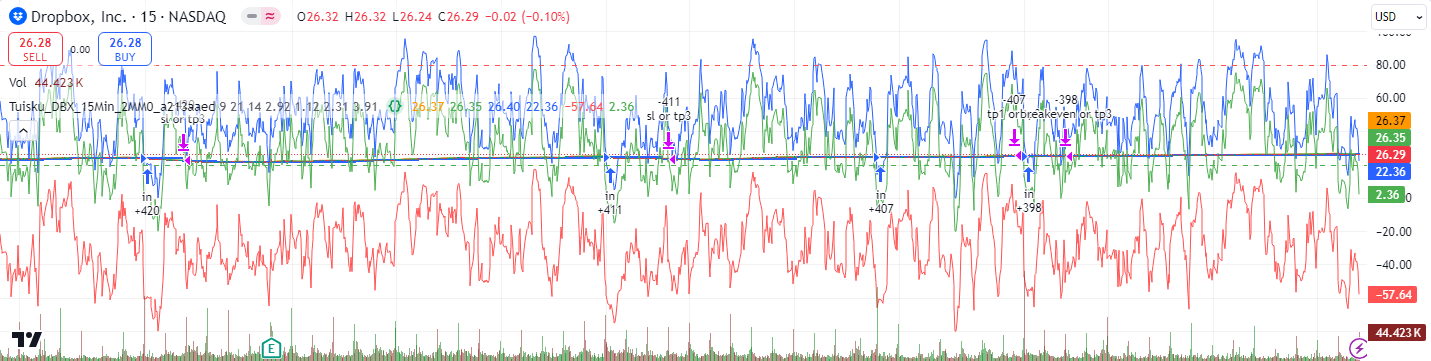 Dropbox, Inc. · 15 · NASDAQ O26.32 H26.32 L26.24 C26.29 −0.02 (−0.10%)
USD
26.28
SELL
0.00
26.28
BUY
Vol 44.423 K
Tuisku_DBX_15Min_2MM0_a213aaed 9 21 14 2.92 1.12 2.31 3.91 26.37 26.35 26.40 22.36 −57.64 2.36
sl or tp3
-411
sl or tp3
-407
tp1 or breakeven
-398
or tp3
in
+420
in
+411
in
+407
in
+398
80.00
60.00
26.37
26.35
26.29
22.36
2.36
−20.00
−40.00
−57.64
44.423 K
E